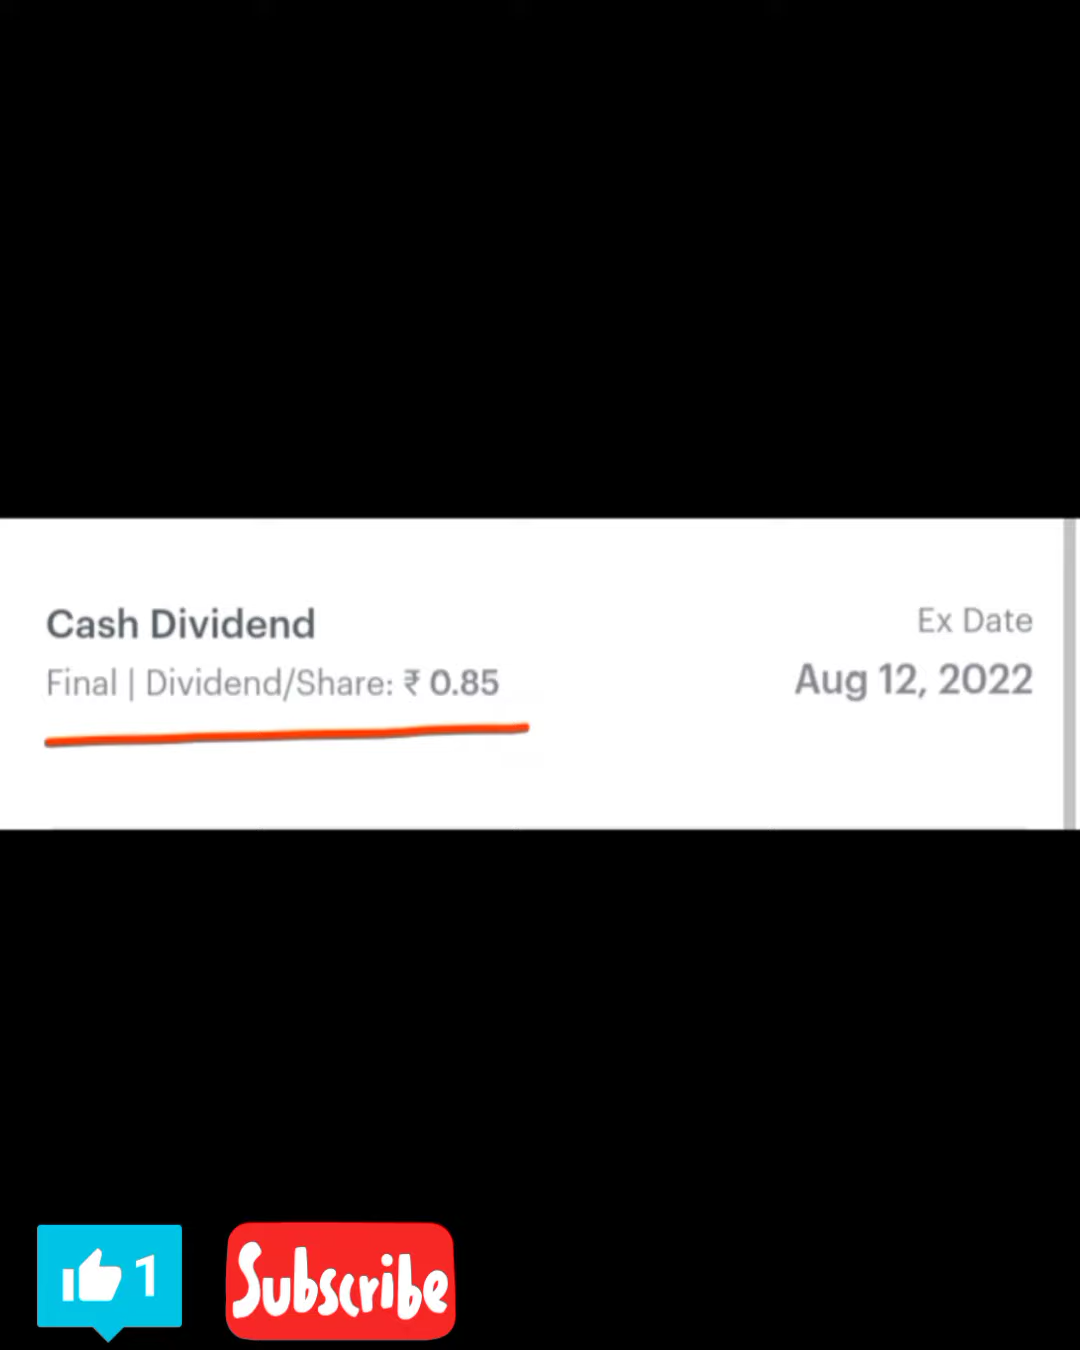 Cash Dividend
Ex Date
Final | Dividend/Share: ₹ 0.85
Aug 12, 2022
1
Subscribe